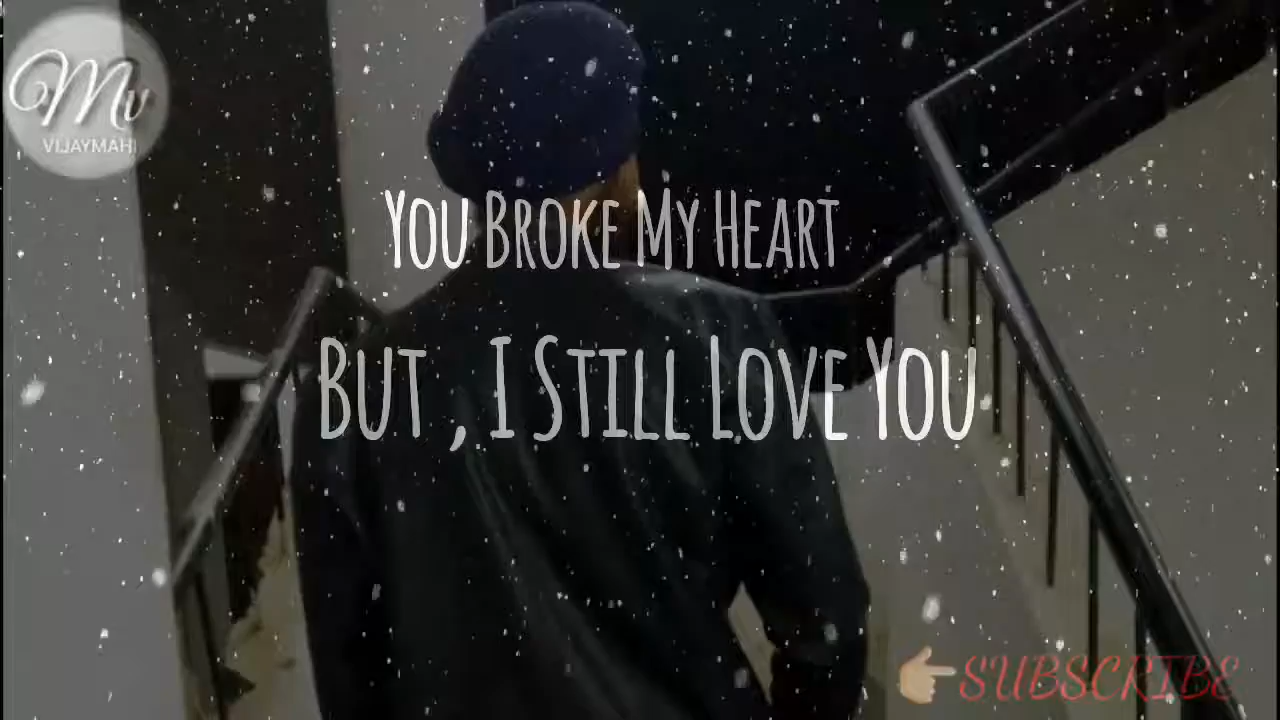 Mv
VIJAYMAHI
You Broke My Heart
But , I Still Love You
SUBSCRIBE